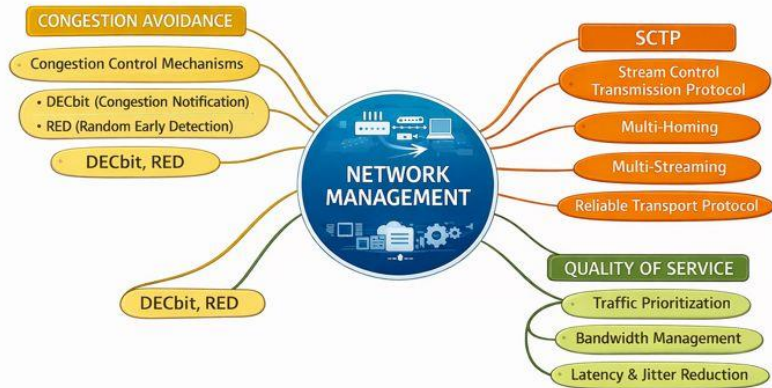 CONGESTION AVOIDANCE
Congestion Control Mechanisms
• DECbit (Congestion Notification)
• RED (Random Early Detection)
DECbit, RED
DECbit, RED
NETWORK
MANAGEMENT
SCTP
Stream Control
Transmission Protocol
Multi-Homing
Multi-Streaming
Reliable Transport Protocol
QUALITY OF SERVICE
Traffic Prioritization
Bandwidth Management
Latency & Jitter Reduction